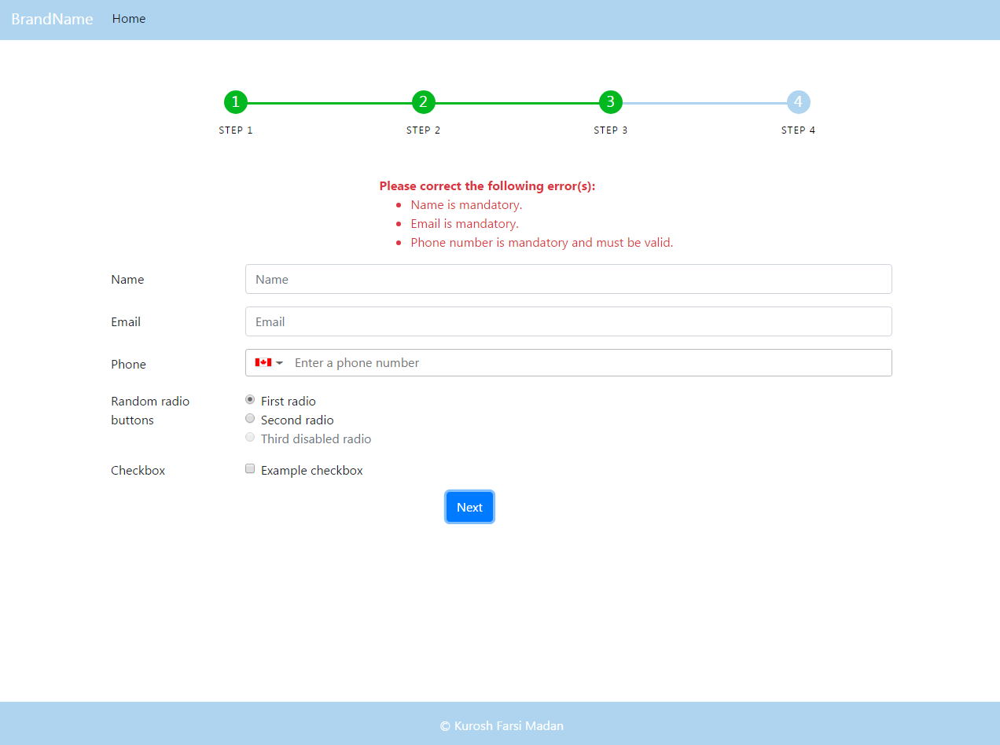 BrandName Home
1 2 3 4
STEP 1 STEP 2 STEP 3 STEP 4
Please correct the following error(s):
Name is mandatory.
Email is mandatory.
Phone number is mandatory and must be valid.
Name Name
Email Email
Phone Enter a phone number
Random radio buttons
First radio
Second radio
Third disabled radio
Checkbox Example checkbox
Next
© Kurosh Farsi Madan